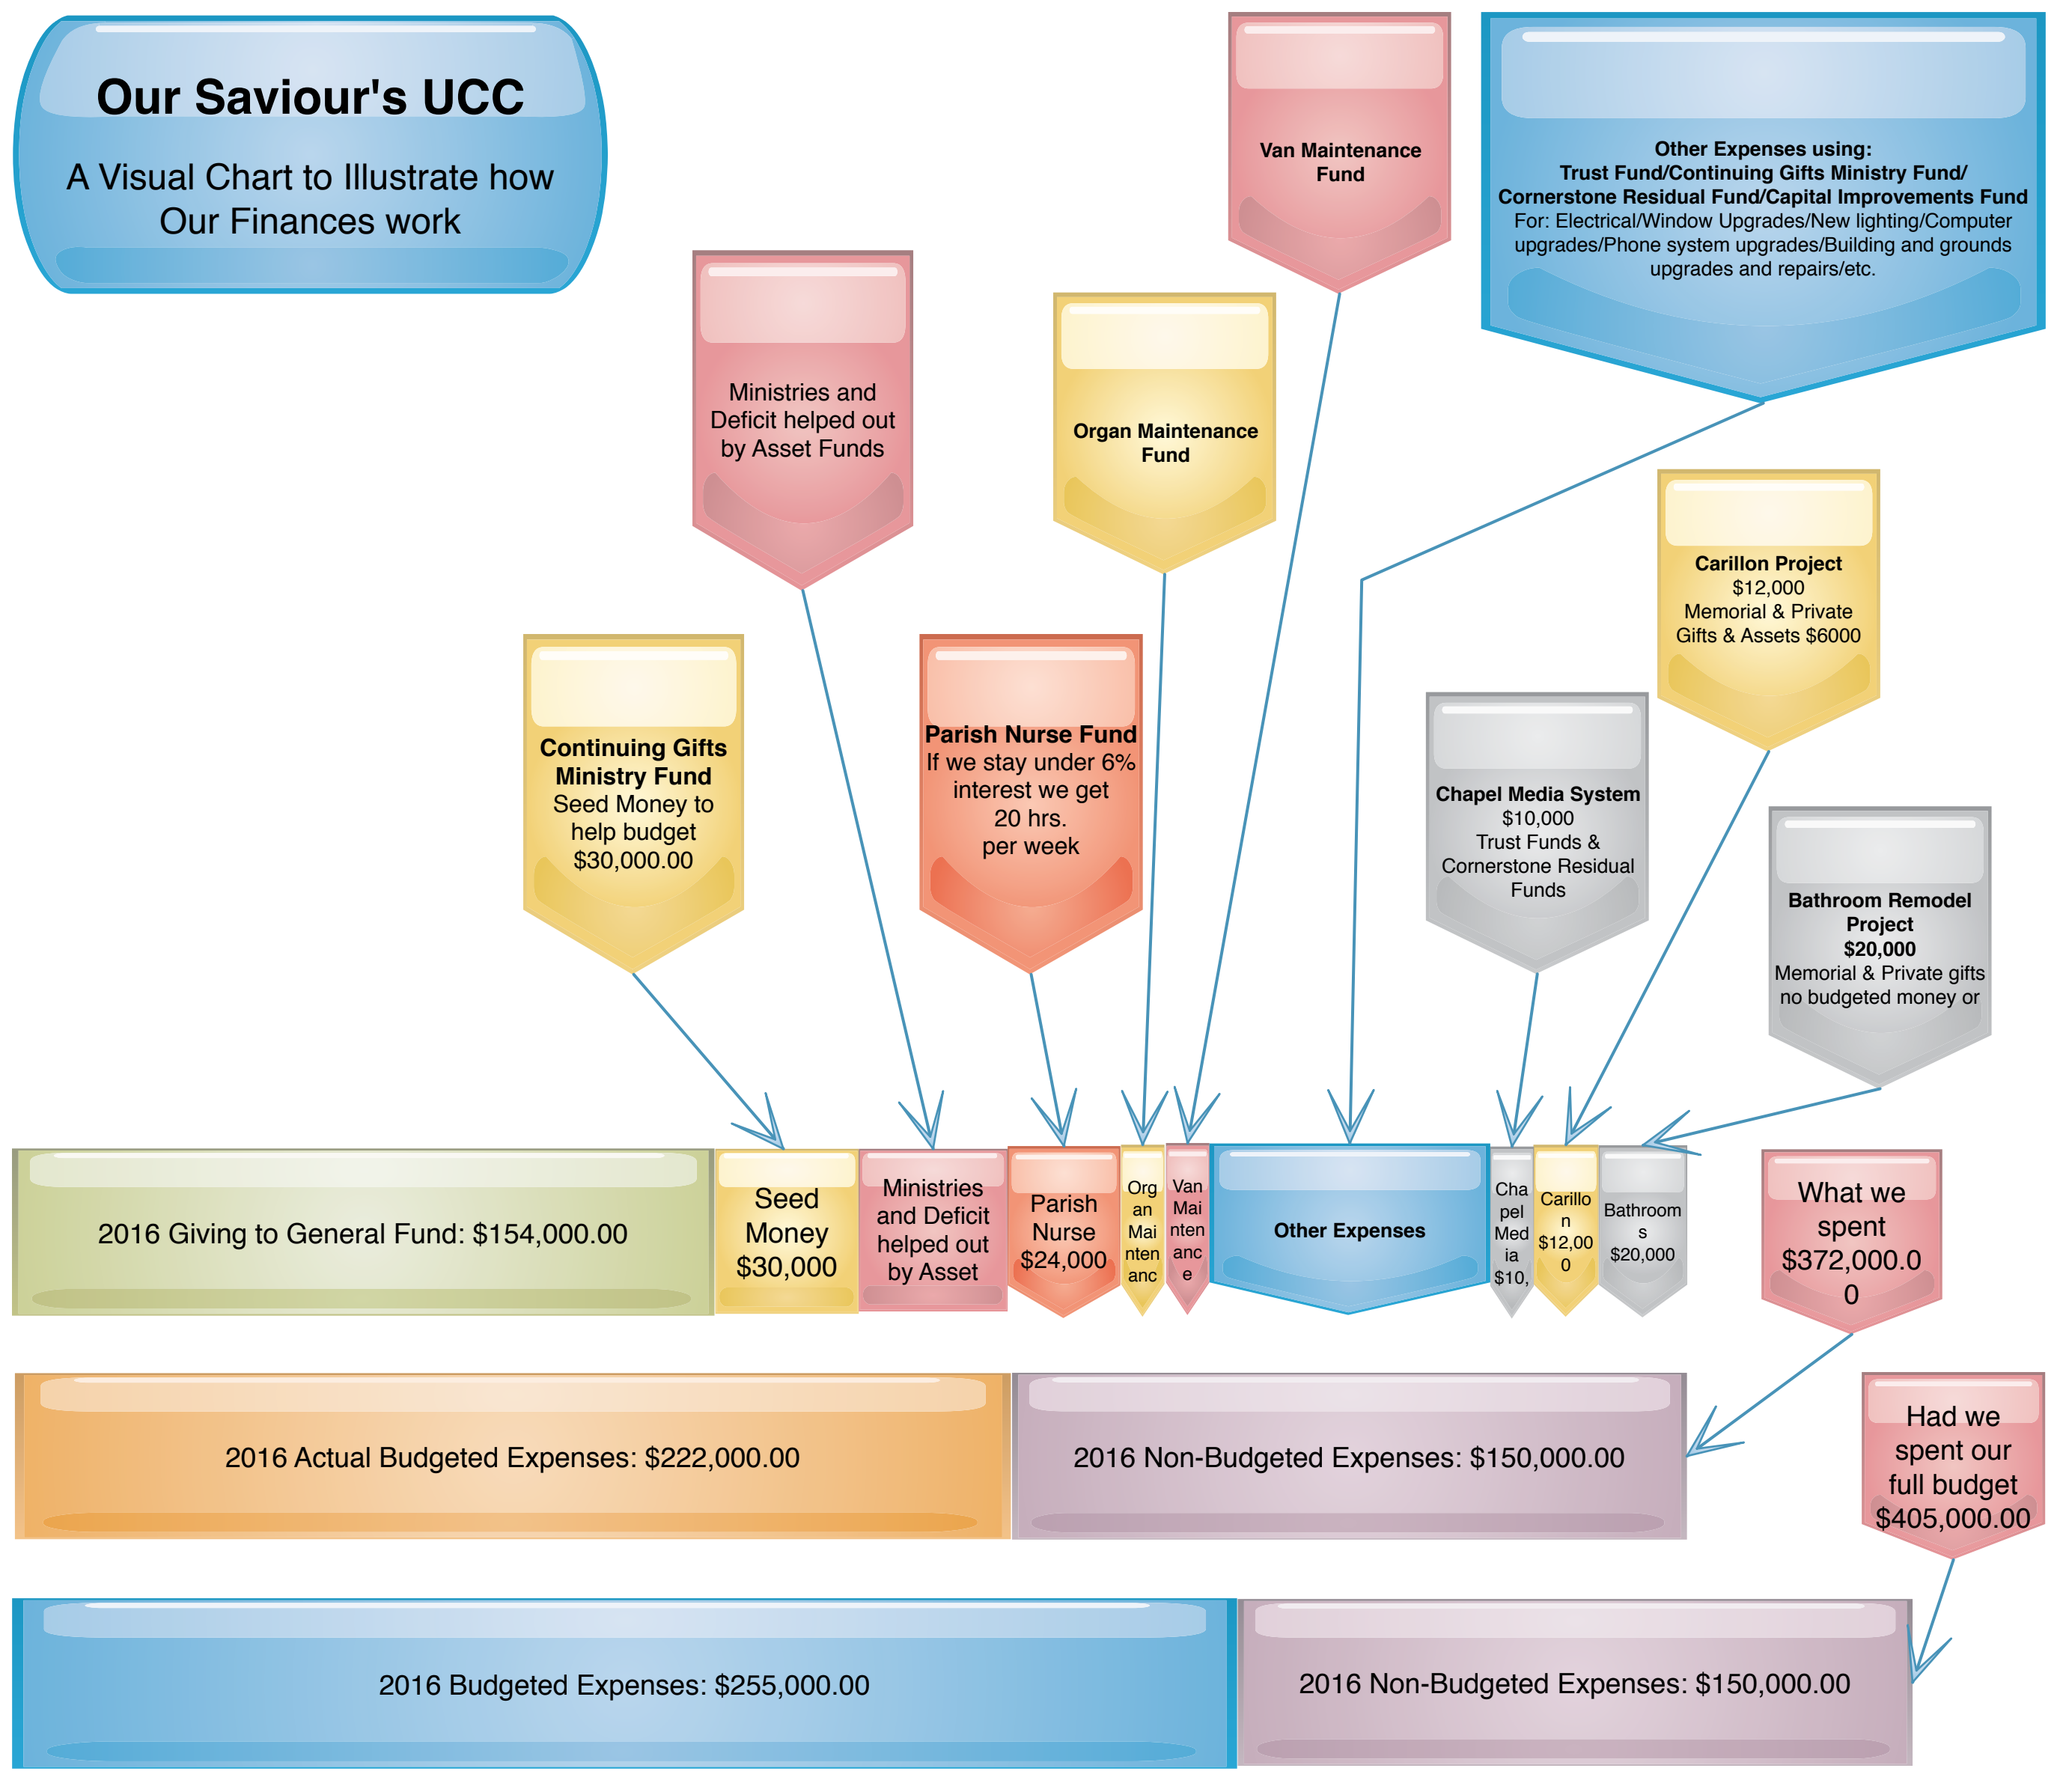 Our Saviour's UCC
A Visual Chart to Illustrate how
Our Finances work
Van Maintenance
Fund
Other Expenses using:
Trust Fund/Continuing Gifts Ministry Fund/
Cornerstone Residual Fund/Capital Improvements Fund
For: Electrical/Window Upgrades/New lighting/Computer
upgrades/Phone system upgrades/Building and grounds
upgrades and repairs/etc.
Ministries and
Deficit helped out
by Asset Funds
Organ Maintenance
Fund
Carillon Project
$12,000
Memorial & Private
Gifts & Assets $6000
Continuing Gifts
Ministry Fund
Seed Money to
help budget
$30,000.00
Parish Nurse Fund
If we stay under 6%
interest we get
20 hrs.
per week
Chapel Media System
$10,000
Trust Funds &
Cornerstone Residual
Funds
Bathroom Remodel
Project
$20,000
Memorial & Private gifts
no budgeted money or
2016 Giving to General Fund: $154,000.00
Seed
Money
$30,000
Ministries
and Deficit
helped out
by Asset
Parish
Nurse
$24,000
Org
an
Mai
nten
anc
Van
Mai
nten
anc
e
Other Expenses
Cha
pel
Med
ia
$10,
Carillo
n
$12,00
0
Bathroom
s
$20,000
What we
spent
$372,000.0
0
2016 Actual Budgeted Expenses: $222,000.00
2016 Non-Budgeted Expenses: $150,000.00
Had we
spent our
full budget
$405,000.00
2016 Budgeted Expenses: $255,000.00
2016 Non-Budgeted Expenses: $150,000.00